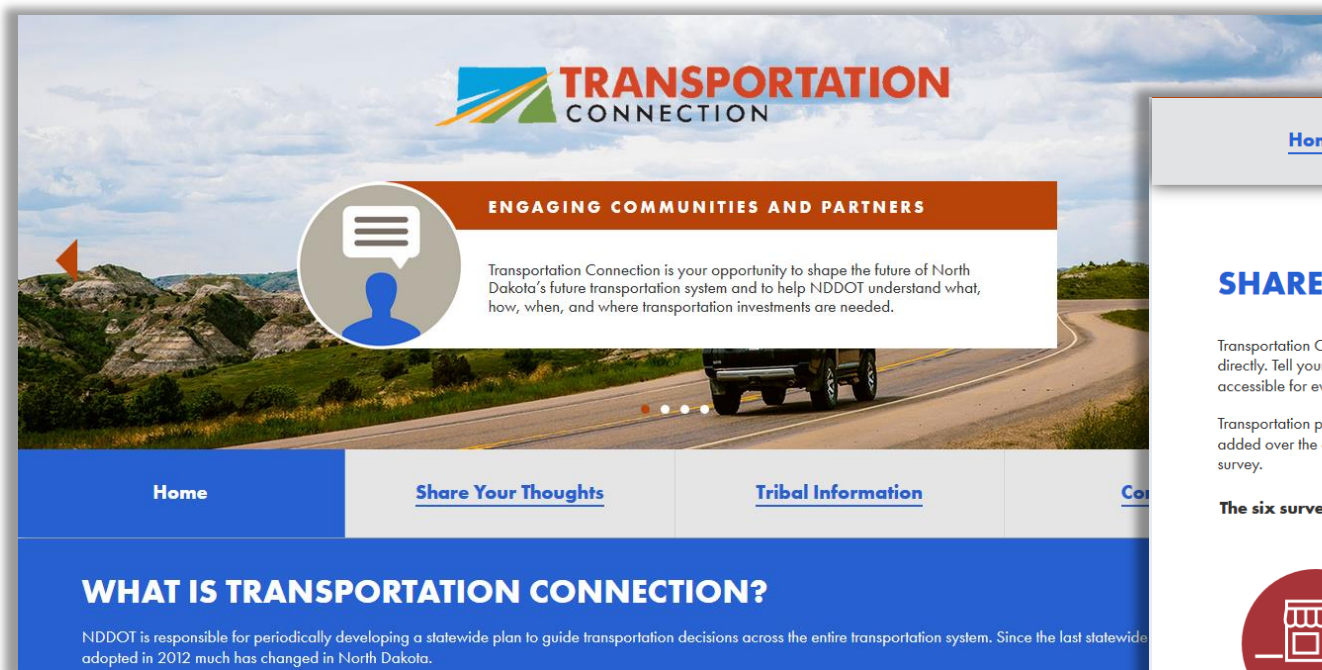 TRANSPORTATION
CONNECTION
ENGAGING COMMUNITIES AND PARTNERS
Transportation Connection is your opportunity to shape the future of North
Dakota's future transportation system and to help NDDOT understand what,
how, when, and where transportation investments are needed.
Home
Share Your Thoughts
Tribal Information
WHAT IS TRANSPORTATION CONNECTION?
NDDOT is responsible for periodically developing a statewide plan to guide transportation decisions across the entire transportation system. Since the last statewide
adopted in 2012 much has changed in North Dakota.
SHARE
Transportation
directly. Tell your
accessible for
Transportation
added over the
survey.
The six